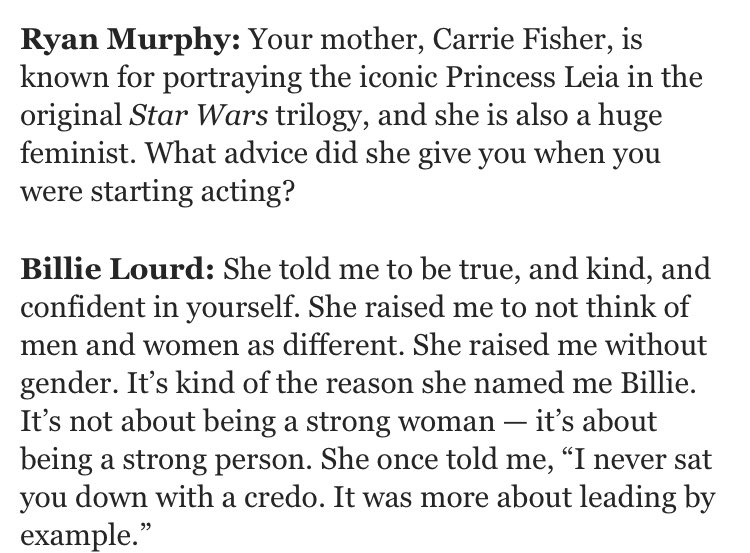 Ryan Murphy: Your mother, Carrie Fisher, is
known for portraying the iconic Princess Leia in the
original Star Wars trilogy, and she is also a huge
feminist. What advice did she give you when you
were starting acting?
Billie Lourd: She told me to be true, and kind, and
confident in yourself. She raised me to not think of
men and women as different. She raised me without
gender. It’s kind of the reason she named me Billie.
It’s not about being a strong woman — it’s about
being a strong person. She once told me, “I never sat
you down with a credo. It was more about leading by
example.”